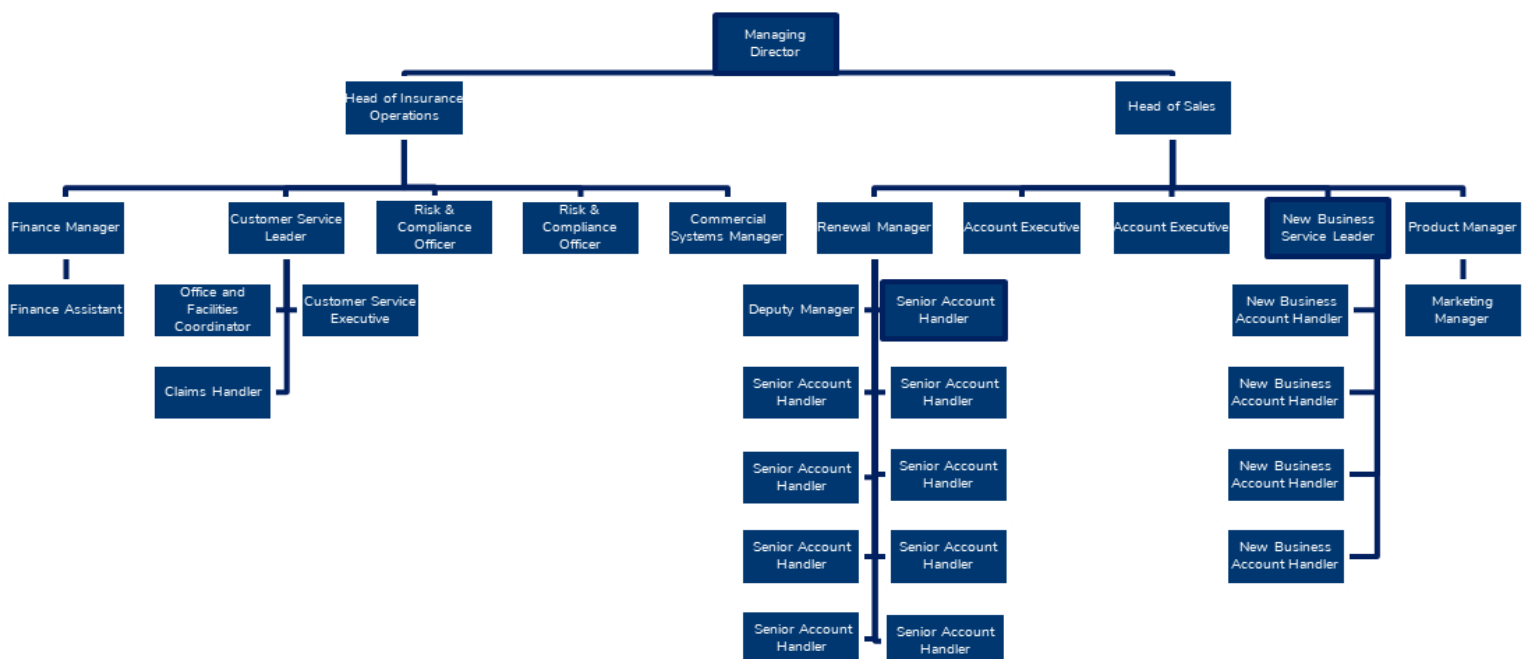 Managing
Director
Head of Insurance
Operations
Head of Sales
Finance Manager
Customer Service
Leader
Risk &
Compliance
Officer
Risk &
Compliance
Officer
Commercial
Systems Manager
Renewal Manager
Account Executive
Account Executive
New Business
Service Leader
Product Manager
Finance Assistant
Office and
Facilities
Coordinator
Customer Service
Executive
Deputy Manager
Senior Account
Handler
New Business
Account Handler
Marketing
Manager
Claims Handler
Senior Account
Handler
Senior Account
Handler
New Business
Account Handler
Senior Account
Handler
Senior Account
Handler
New Business
Account Handler
Senior Account
Handler
Senior Account
Handler
New Business
Account Handler
Senior Account
Handler
Senior Account
Handler